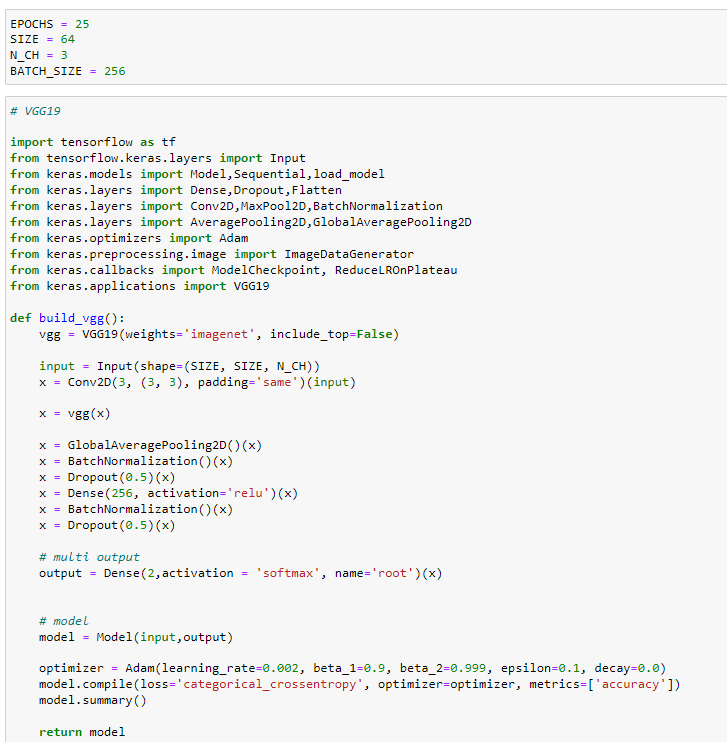 EPOCHS = 25
SIZE = 64
N_CH = 3
BATCH_SIZE = 256
# VGG19
import tensorflow as tf
from tensorflow.keras.layers import Input
from keras.models import Model,Sequential,load_model
from keras.layers import Dense,Dropout,Flatten
from keras.layers import Conv2D,MaxPool2D,BatchNormalization
from keras.layers import AveragePooling2D,GlobalAveragePooling2D
from keras.optimizers import Adam
from keras.preprocessing.image import ImageDataGenerator
from keras.callbacks import ModelCheckpoint, ReduceLROnPlateau
from keras.applications import VGG19
def build_vgg():
    vgg = VGG19(weights='imagenet', include_top=False)
    input = Input(shape=(SIZE, SIZE, N_CH))
    x = Conv2D(3, (3, 3), padding='same')(input)
    x = vgg(x)
    x = GlobalAveragePooling2D()(x)
    x = BatchNormalization()(x)
    x = Dropout(0.5)(x)
    x = Dense(256, activation='relu')(x)
    x = BatchNormalization()(x)
    x = Dropout(0.5)(x)
    # multi output
    output = Dense(2,activation = 'softmax', name='root')(x)
    # model
    model = Model(input,output)
    optimizer = Adam(learning_rate=0.002, beta_1=0.9, beta_2=0.999, epsilon=0.1, decay=0.0)
    model.compile(loss='categorical_crossentropy', optimizer=optimizer, metrics=['accuracy'])
    model.summary()
    return model